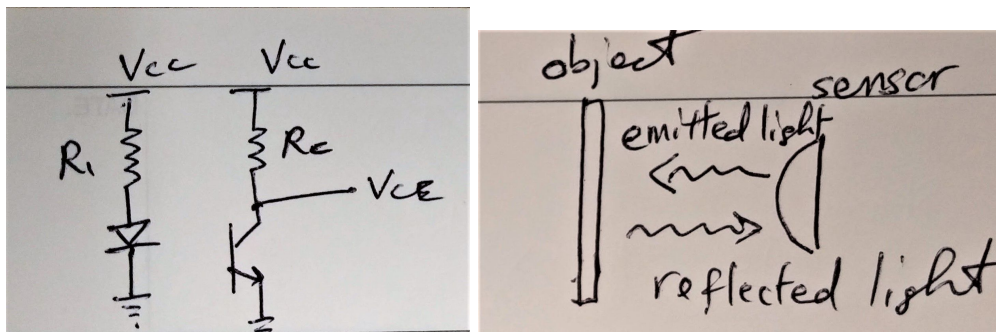 Vcc Vcc
R1 Rc
VCE
object
sensor
emitted light
reflected light